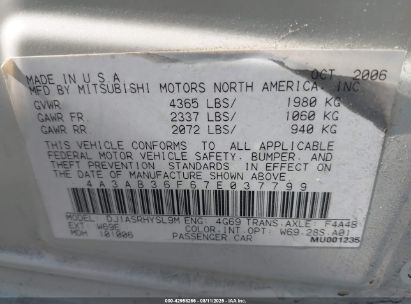 OCT 2006
MADE IN U.S.A
MFD BY MITSUBISHI MOTORS NORTH AMERICA, INC.
GVWR 4365 LBS/ 1980 KG
GAWR FR 2337 LBS/ 1060 KG
GAWR RR 2072 LBS/ 940 KG
THIS VEHICLE CONFORMS TO ALL APPLICABLE
FEDERAL MOTOR VEHICLE SAFETY, BUMPER, AND
THEFT PREVENTION STANDARDS IN EFFECT ON
THE DATE OF MANUFACTURE SHOWN ABOVE.
4A3AB36F67E037799
MDL DJ1ASRHYSL9M ENG: 4G69 TRANS.AXLE F4A4B
EXT: W69E COLOR.INT.OPT: W69.28S.A01
101006 PASSENGER CAR MU001235